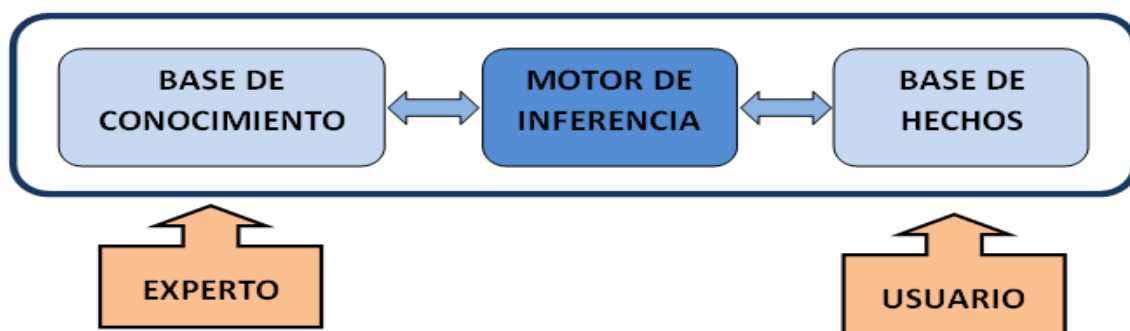 BASE DE
CONOCIMIENTO
MOTOR DE
INFERENCIA
BASE DE
HECHOS
EXPERTO
USUARIO